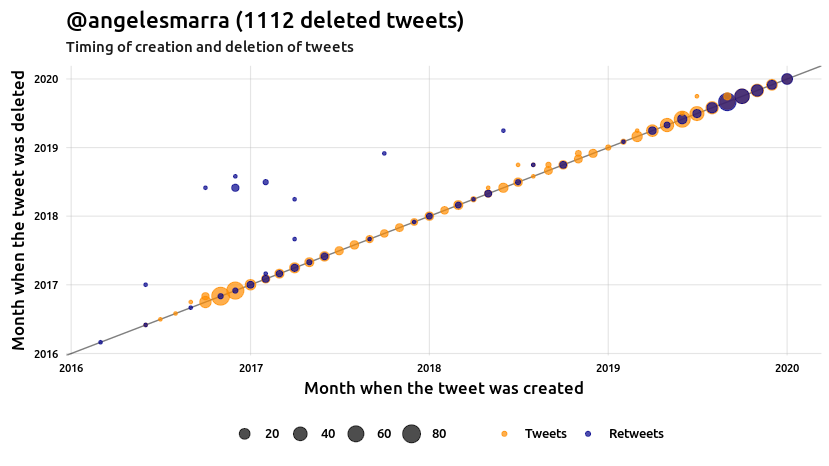 @angelesmarra (1112 deleted tweets)
Timing of creation and deletion of tweets
Month when the tweet was deleted
2020
2019
2018
2017
2016
2016 2017 2018 2019 2020
Month when the tweet was created
20 40 60 80 Tweets Retweets